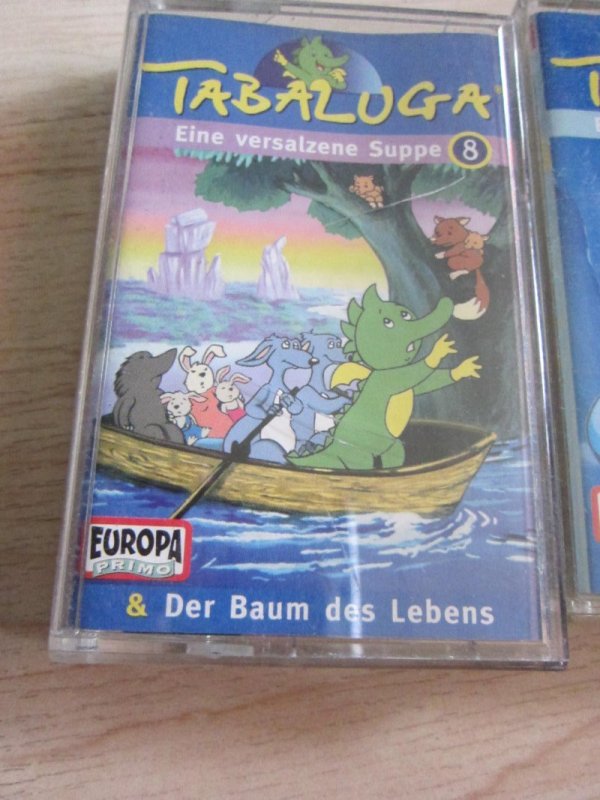 TABALUGA
Eine versalzene Suppe 8
EUROPA
PRIMO
& Der Baum des Lebens